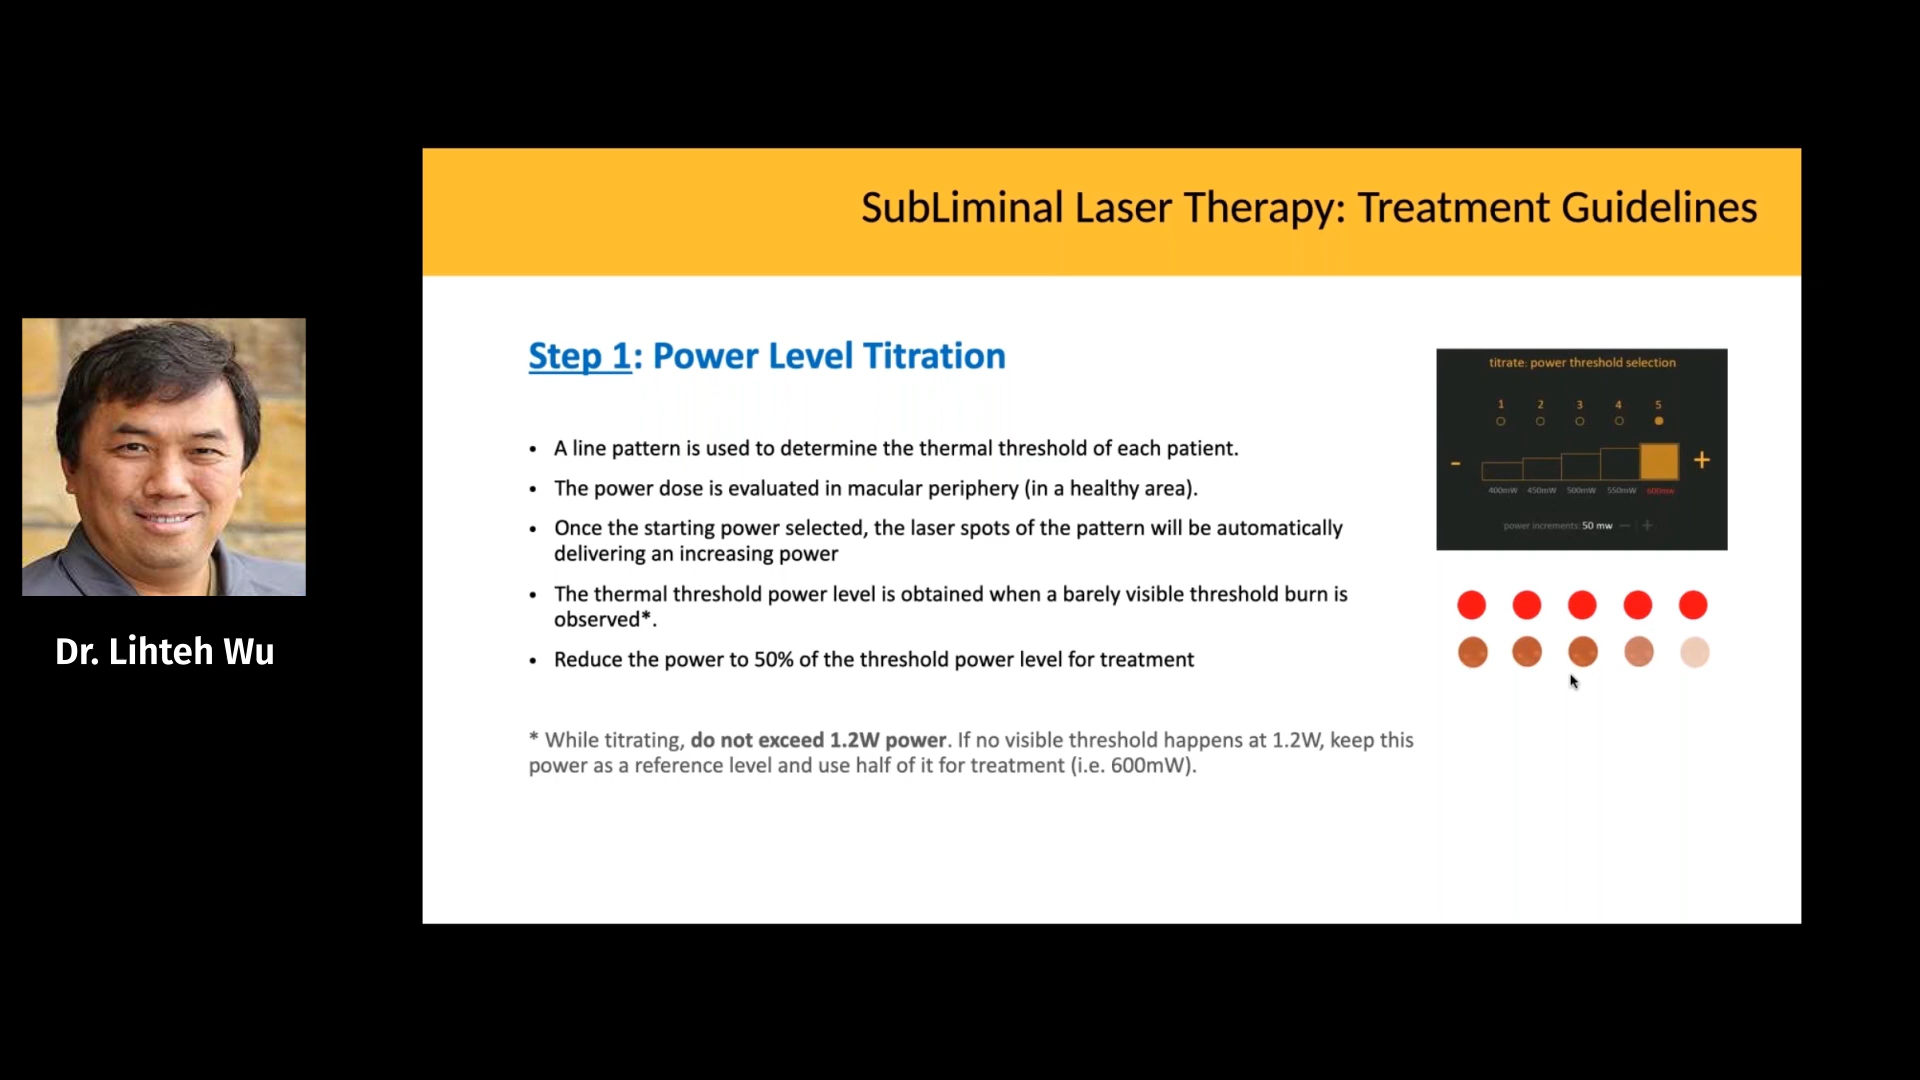 SubLiminal Laser Therapy: Treatment Guidelines
Step 1: Power Level Titration
• A line pattern is used to determine the thermal threshold of each patient.
• The power dose is evaluated in macular periphery (in a healthy area).
• Once the starting power selected, the laser spots of the pattern will be automatically
delivering an increasing power
• The thermal threshold power level is obtained when a barely visible threshold burn is
observed*.
• Reduce the power to 50% of the threshold power level for treatment
* While titrating, do not exceed 1.2W power. If no visible threshold happens at 1.2W, keep this
power as a reference level and use half of it for treatment (i.e. 600mW).
titrate: power threshold selection
1 2 3 4 5
- +
400mW 450mW 500mW 550mW 600mw
power increments: 50 mw — +
Dr. Lihteh Wu